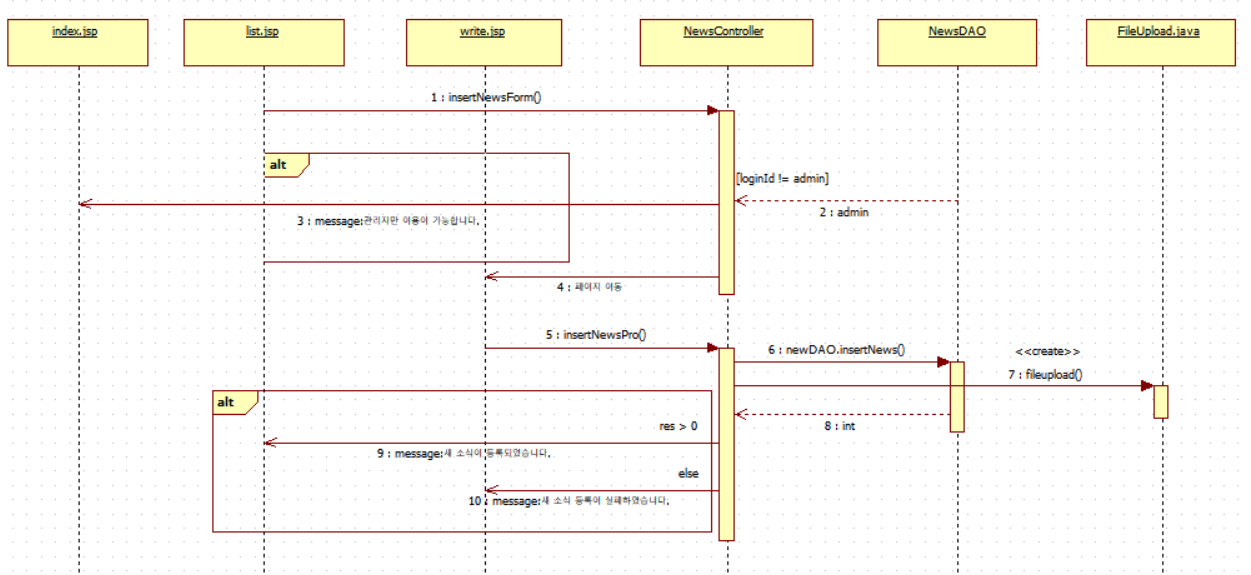 index.jsp
list.jsp
write.jsp
NewsController
NewsDAO
FileUpload.java
1 : insertNewsForm()
alt
[loginId != admin]
2 : admin
3 : message:관리자만 이용이 가능합니다.
4 : 페이지 이동
5 : insertNewsPro()
6 : newDAO.insertNews()
<<create>>
7 : fileupload()
alt
8 : int
res > 0
9 : message:새 소식이 등록되었습니다.
else
10 : message:새 소식 등록이 실패하였습니다.